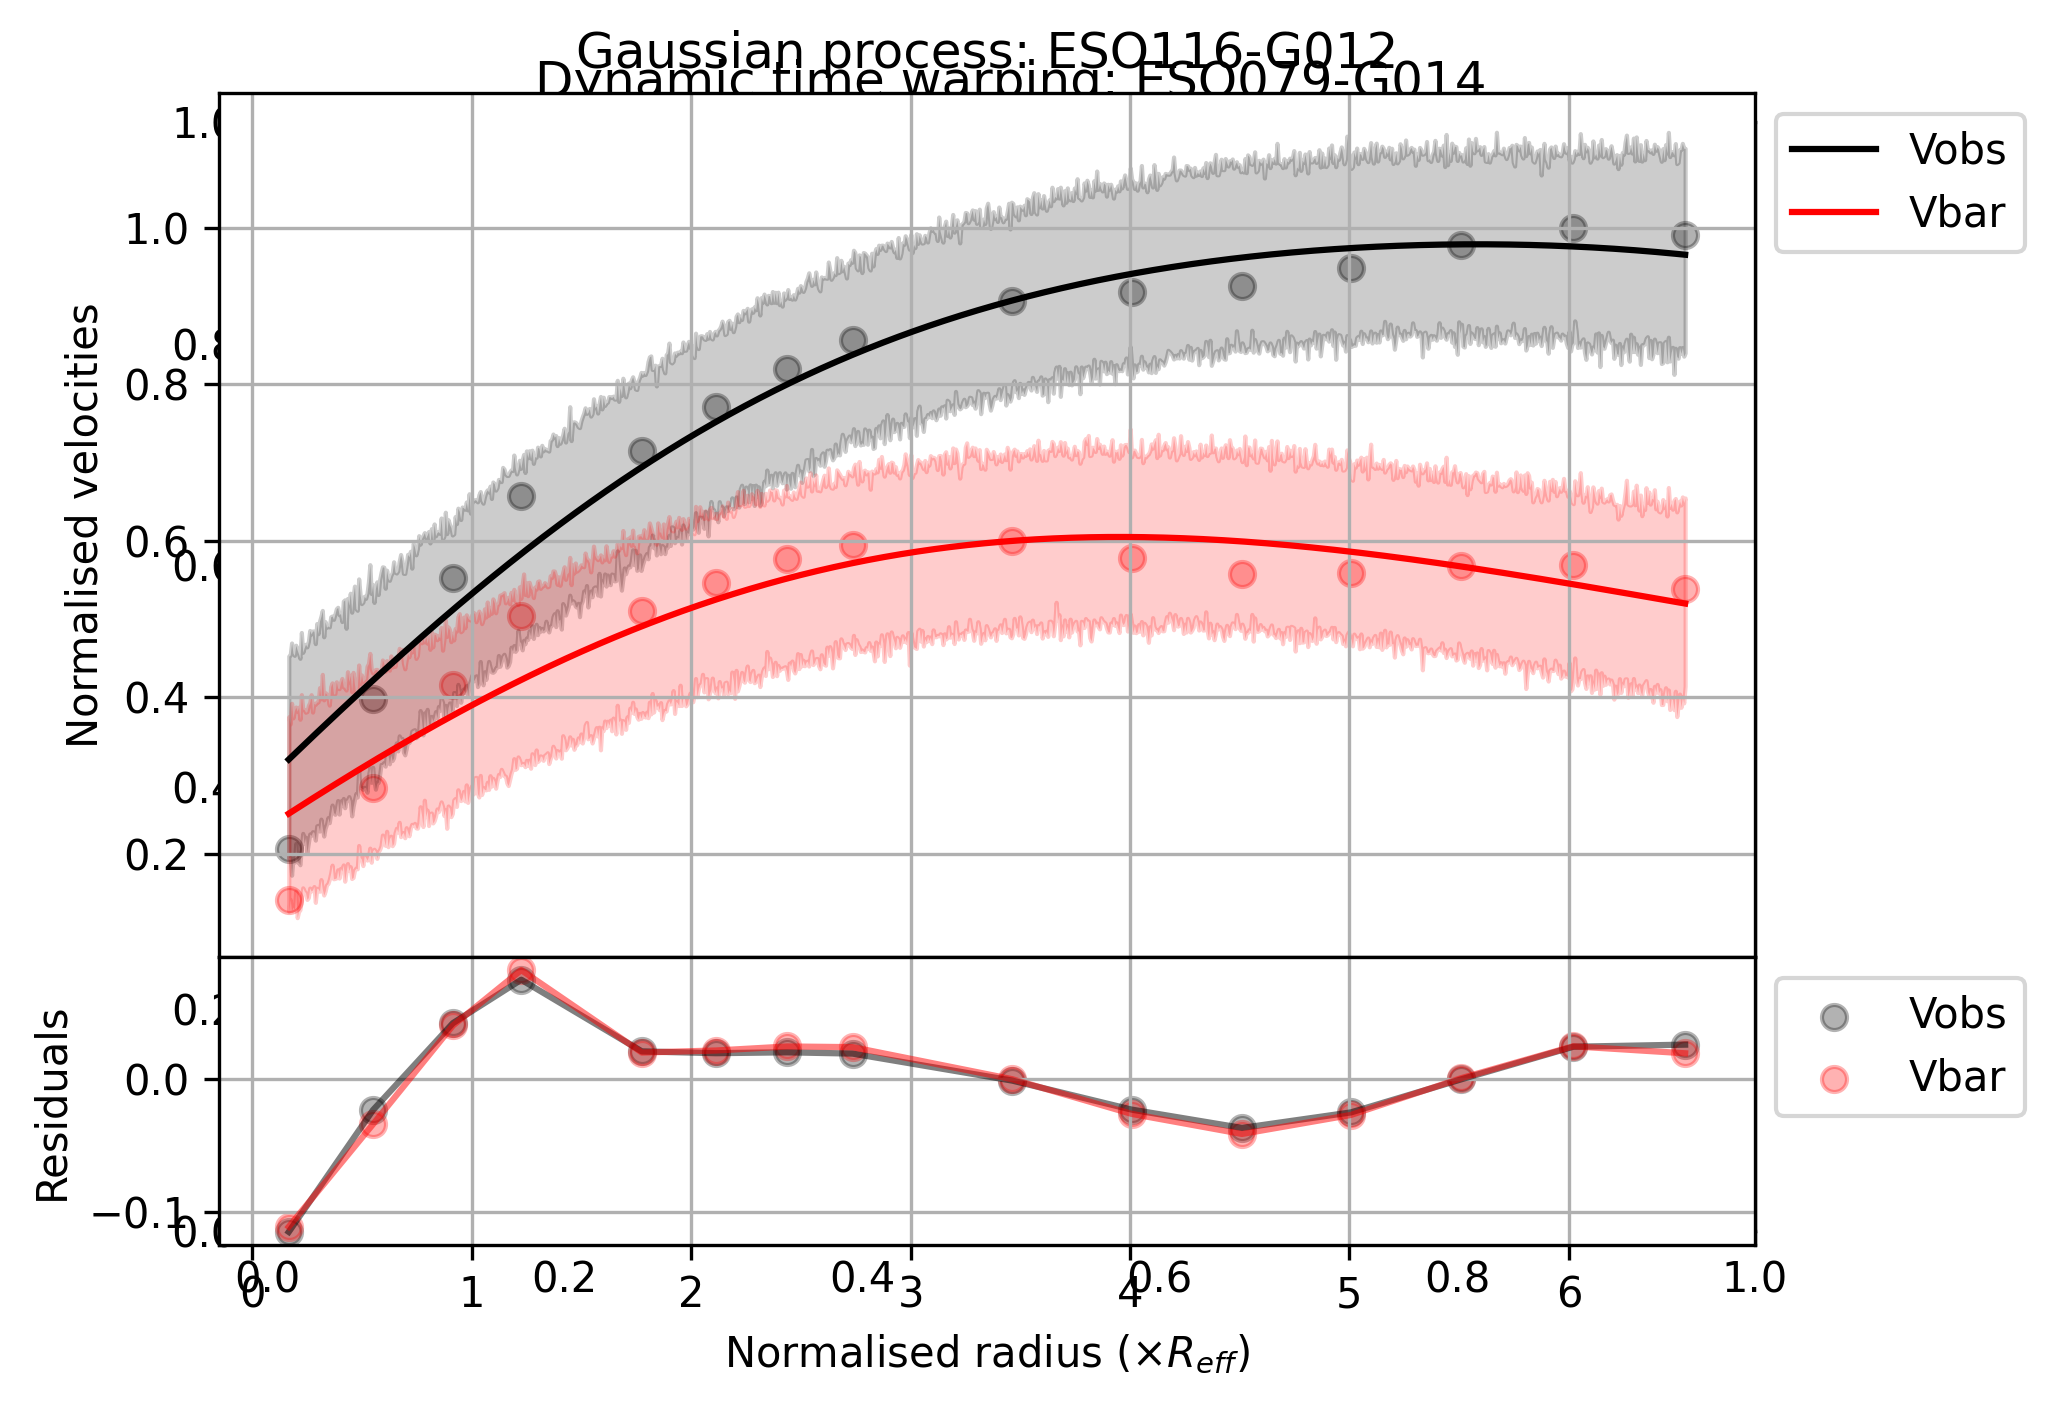 Gaussian process: ESO116-G012
Dynamic time warping: ESO079-G014
Normalised velocities
1.0
0.8
0.6
0.4
0.2
Vobs
Vbar
Residuals
0.0
−0.1
Vobs
Vbar
0.0 0.2 0.4 0.6 0.8 1.0
0 1 2 3 4 5 6
Normalised radius (×R_eff)